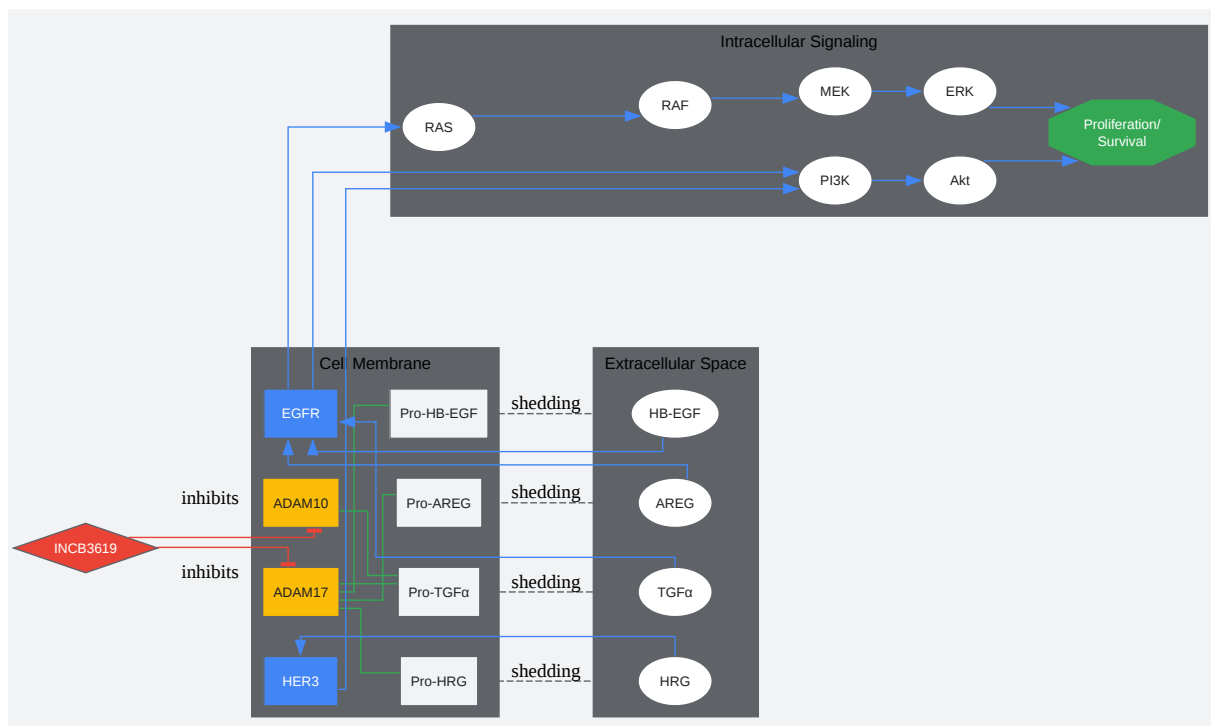 Intracellular Signaling
RAS
RAF
MEK
ERK
Proliferation/
Survival
PI3K
Akt
Cell Membrane
Extracellular Space
EGFR
Pro-HB-EGF
shedding
HB-EGF
inhibits
ADAM10
Pro-AREG
shedding
AREG
INCB3619
inhibits
ADAM17
Pro-TGFα
shedding
TGFα
HER3
Pro-HRG
shedding
HRG